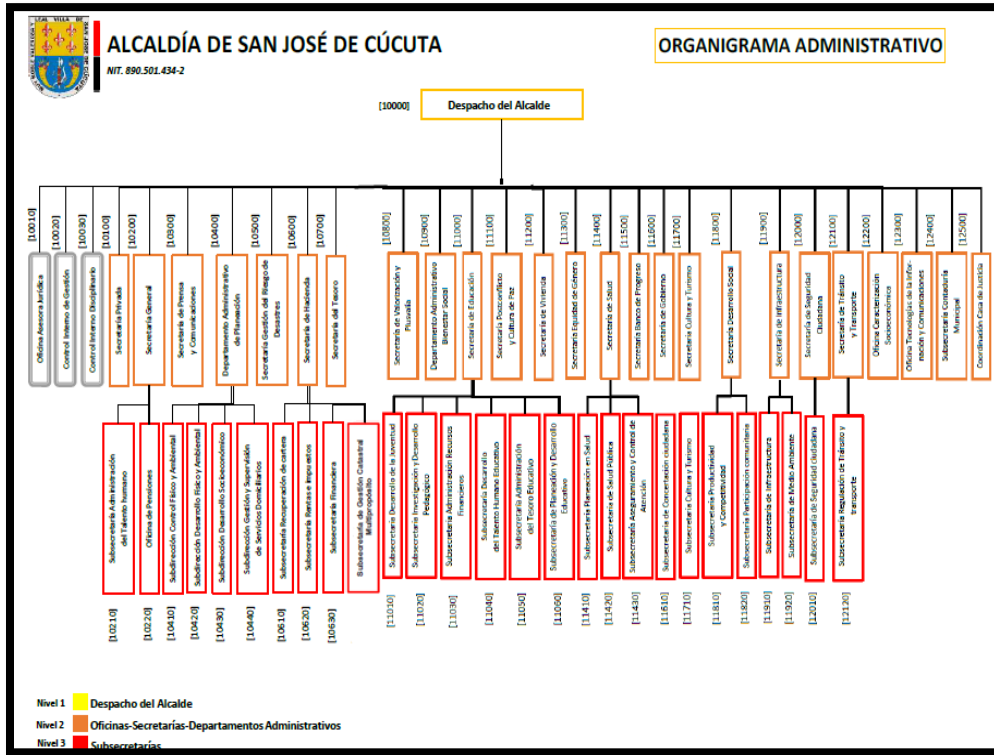 ALCALDÍA DE SAN JOSÉ DE CÚCUTA
NIT. 890.501.434-2
ORGANIGRAMA ADMINISTRATIVO
[10000]
Despacho del Alcalde
[10010]
[10020]
[10030]
[10100]
[10200]
[10300]
[10400]
[10500]
[10600]
[10700]
[10800]
[10900]
[11000]
[11100]
[11200]
[11300]
[11400]
[11500]
[11600]
[11700]
[11800]
[11900]
[12000]
[12100]
[12200]
[12300]
[12400]
[12500]
Oficina Asesora Jurídica
Control Interno de Gestión
Control Interno Disciplinario
Secretaría Privada
Secretaría General
Secretaría de Prensa
y Comunicaciones
Departamento Administrativo
de Planeación
Secretaría Gestión del Riesgo de
Desastres
Secretaría de Hacienda
Secretaría del Tesoro
Secretaría de Valorización y
Plusvalía
Departamento Administrativo
Bienestar Social
Secretaría de Educación
Secretaría Posconflicto
y Cultura de Paz
Secretaría de Vivienda
Secretaría Equidad de Género
Secretaría de Salud
Secretaría Banco de Progreso
Secretaría de Gobierno
Secretaría Cultura y Turismo
Secretaría Desarrollo Social
Secretaría de Infraestructura
Secretaría de Seguridad
Ciudadana
Secretaría de Tránsito
y Transporte
Oficina Caracterización
Socioeconómica
Oficina Tecnologías de la Infor-
mación y Comunicaciones
Subsecretaría Contaduría
Municipal
Coordinación Casa de Justicia
Subsecretaría Administración
del Talento humano
Oficina de Pensiones
Subdirección Control Físico y Ambiental
Subdirección Desarrollo Físico y Ambiental
Subdirección Desarrollo Socioeconómico
Subdirección Gestión y Supervisión
de Servicios Domiciliarios
Subsecretaría Recuperación de cartera
Subsecretaría Rentas e Impuestos
Subsecretaría Financiera
Subsecretaría de Gestión Catastral
Multipropósito
Subsecretaría Desarrollo de la Juventud
Subsecretaría Investigación y Desarrollo
Pedagógico
Subsecretaría Administración Recursos
Financieros
Subsecretaría Desarrollo
del Talento Humano Educativo
Subsecretaría Administración
del Tesoro Educativo
Subsecretaría de Planeación y Desarrollo
Educativo
Subsecretaría Planeación en Salud
Subsecretaría de Salud Pública
Subsecretaría Aseguramiento y Control de
Atención
Subsecretaría de Concertación ciudadana
Subsecretaría Cultura y Turismo
Subsecretaría Productividad
y Competitividad
Subsecretaría Participación comunitaria
Subsecretaría de Infraestructura
Subsecretaría de Medio Ambiente
Subsecretaría de Seguridad ciudadana
Subsecretaría Regulación de tránsito y
transporte
[10210]
[10220]
[10410]
[10420]
[10430]
[10440]
[10610]
[10620]
[10630]
[11010]
[11020]
[11030]
[11040]
[11050]
[11060]
[11410]
[11420]
[11430]
[11610]
[11710]
[11810]
[11820]
[11910]
[11920]
[12010]
[12120]
Nivel 1 Despacho del Alcalde
Nivel 2 Oficinas-Secretarías-Departamentos Administrativos
Nivel 3 Subsecretarías